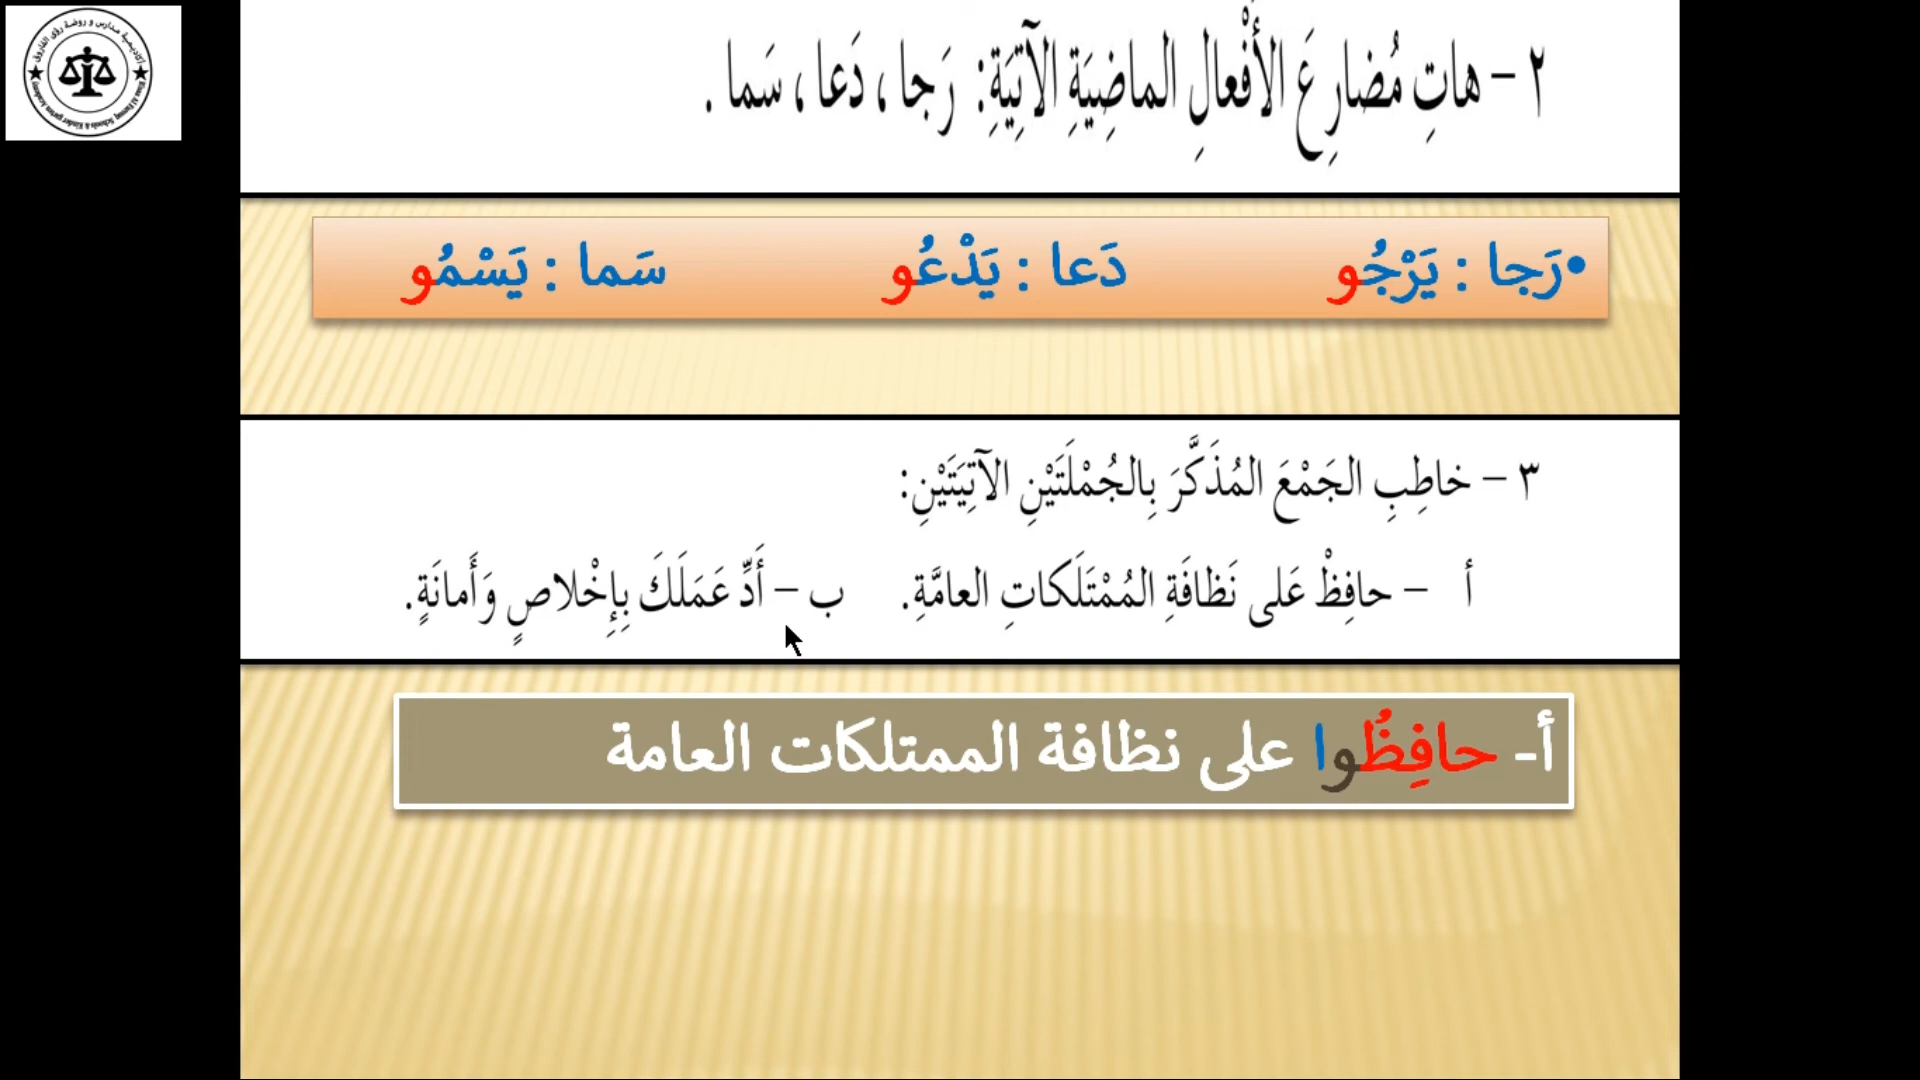 ٢ – هاتِ مُضارِعَ الأَفْعالِ الماضِيَةِ الآتِيَةِ: رَجا ، دَعا ، سَما .
•رَجا : يَرْجُو دَعا : يَدْعُو سَما : يَسْمُو
٣ – خاطِبِ الجَمْعَ المُذَكَّرَ بِالجُمْلَتَيْنِ الآتِيَتَيْنِ:
أ – حافِظْ عَلى نَظافَةِ المُمْتَلَكاتِ العامَّةِ. ب – أَدِّ عَمَلَكَ بِإِخْلاصٍ وَأَمانَةٍ.
أ- حافِظُوا على نظافة الممتلكات العامة